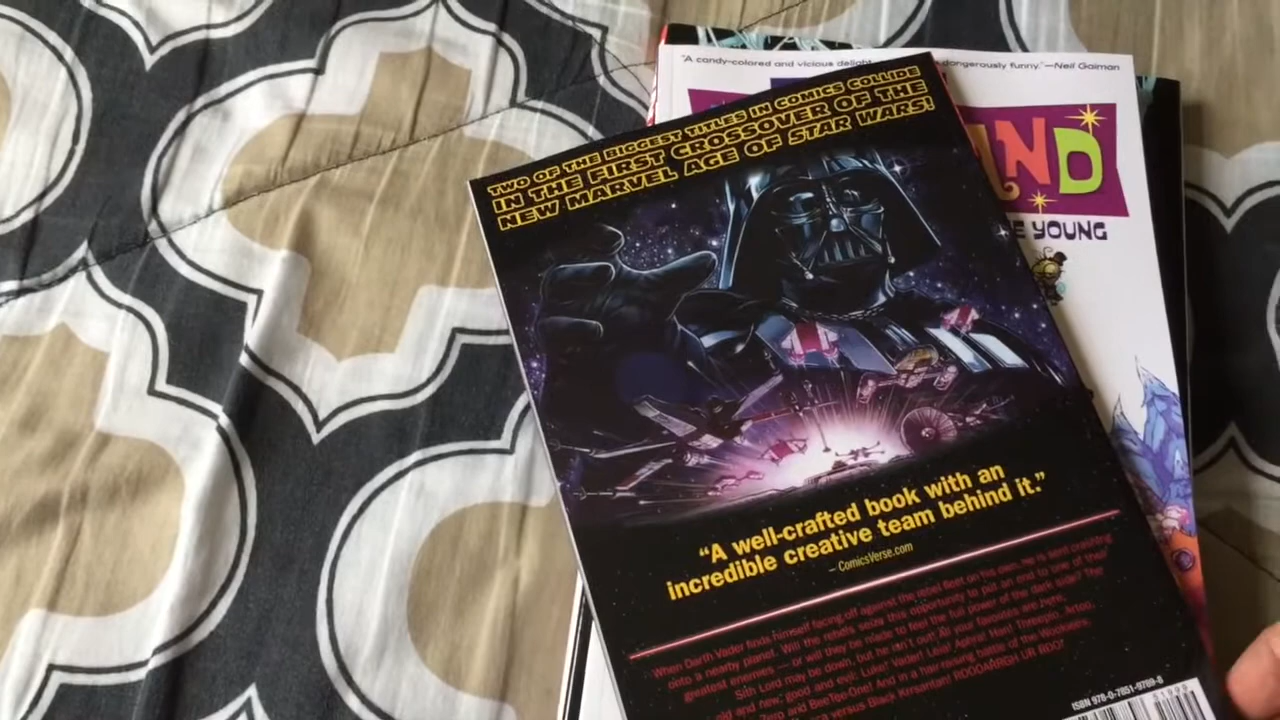 "A candy-colored and vicious delight
dangerously funny."—Neil Gaiman
ND
E YOUNG
TWO OF THE BIGGEST TITLES IN COMICS COLLIDE
IN THE FIRST CROSSOVER OF THE
NEW MARVEL AGE OF STAR WARS!
“A well-crafted book with an
incredible creative team behind it.”
– ComicsVerse.com
When Darth Vader finds himself facing off against the rebel fleet on his own, he is sent crashing
onto a nearby planet. Will the rebels seize this opportunity to put an end to one of their
greatest enemies — or will they be made to feel the full power of the dark side? The
Sith Lord may be down, but he isn't out! All your favorites are here,
old and new, good and evil: Luke! Vader! Leia! Aphra! Han! Threepio, Artoo,
Zero and BeeTee-One! And in a hair-raising battle of the Wookiees,
versus Black Krrsantan!
ISBN 978-0-7851-9789-8